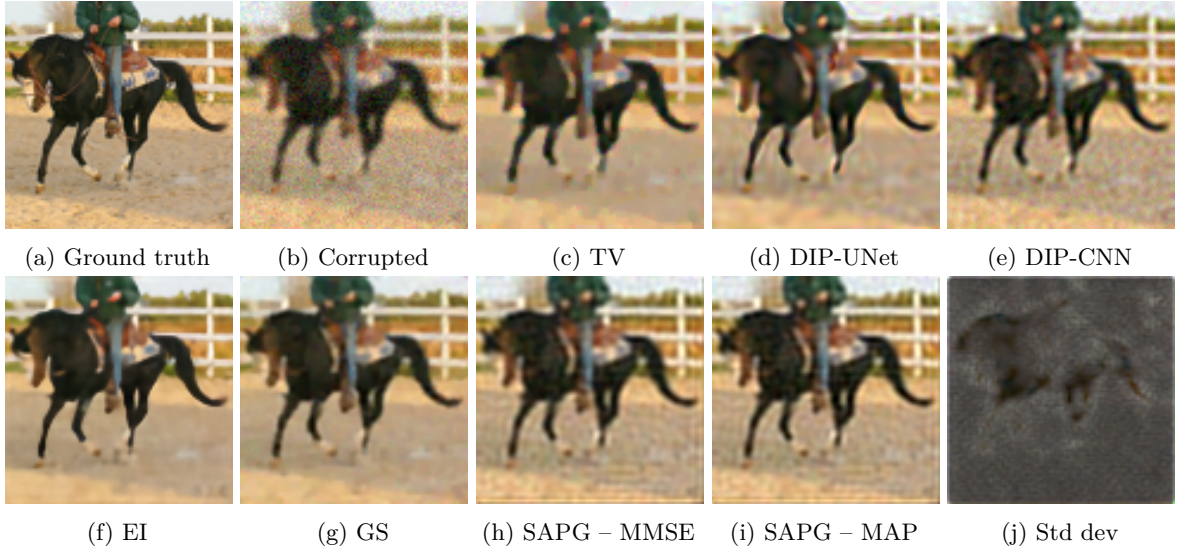 (a) Ground truth (b) Corrupted (c) TV (d) DIP-UNet (e) DIP-CNN
(f) EI (g) GS (h) SAPG – MMSE (i) SAPG – MAP (j) Std dev